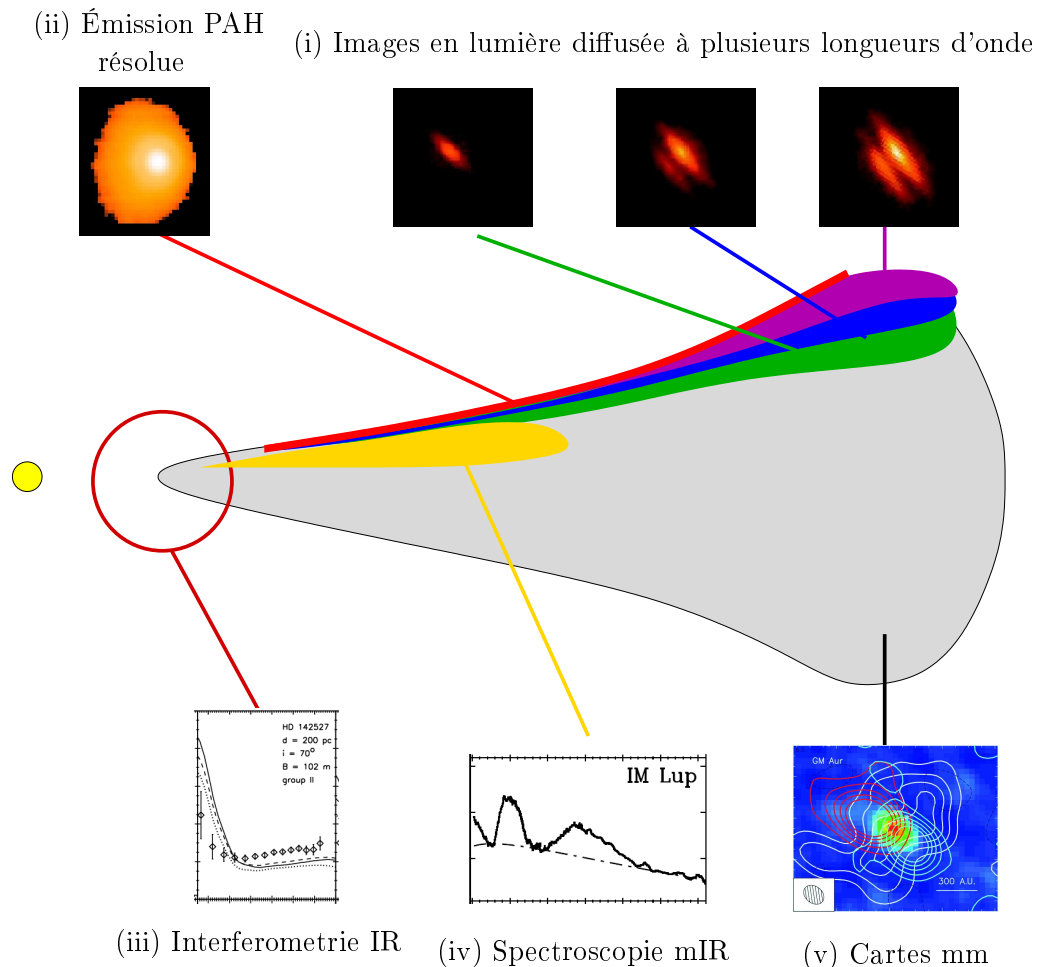 (ii) Émission PAH
résolue
(i) Images en lumière diffusée à plusieurs longueurs d'onde
HD 142527
d = 200 pc
i = 70°
B = 102 m
group II
IM Lup
GM Aur
300 A.U.
(iii) Interferometrie IR
(iv) Spectroscopie mIR
(v) Cartes mm